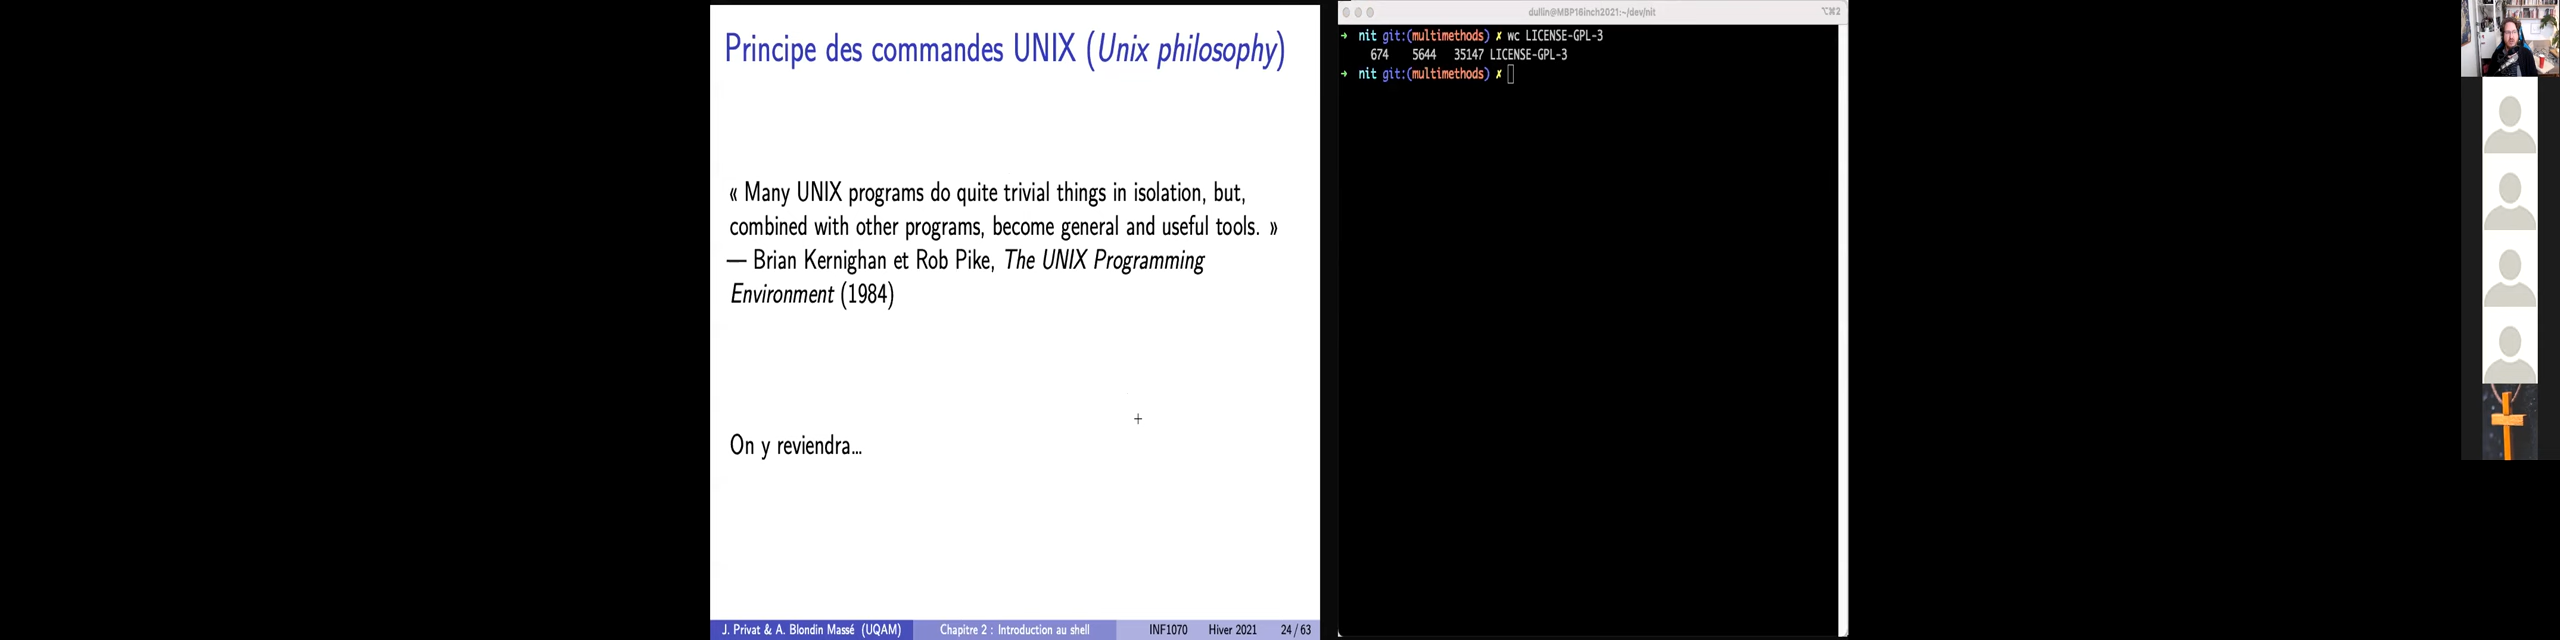 Principe des commandes UNIX (Unix philosophy)
« Many UNIX programs do quite trivial things in isolation, but,
combined with other programs, become general and useful tools. »
— Brian Kernighan et Rob Pike, The UNIX Programming
Environment (1984)
On y reviendra...
J. Privat & A. Blondin Massé (UQAM) Chapitre 2 : Introduction au shell INF1070 Hiver 2021 24 / 63
dullin@MBP16inch2021:~/dev/nit ⌥⌘2
➜ nit git:(multimethods) ✗ wc LICENSE-GPL-3
674 5644 35147 LICENSE-GPL-3
➜ nit git:(multimethods) ✗